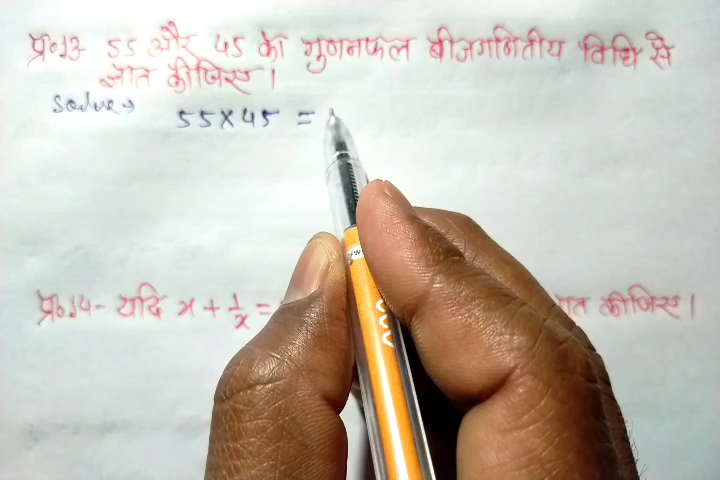 प्र०13- 55 और 45 का गुणनफल बीजगणितीय विधि से
ज्ञात कीजिए।
Solve→ 55×45 =
प्र०14- यदि x + 1/x = कीजिए।